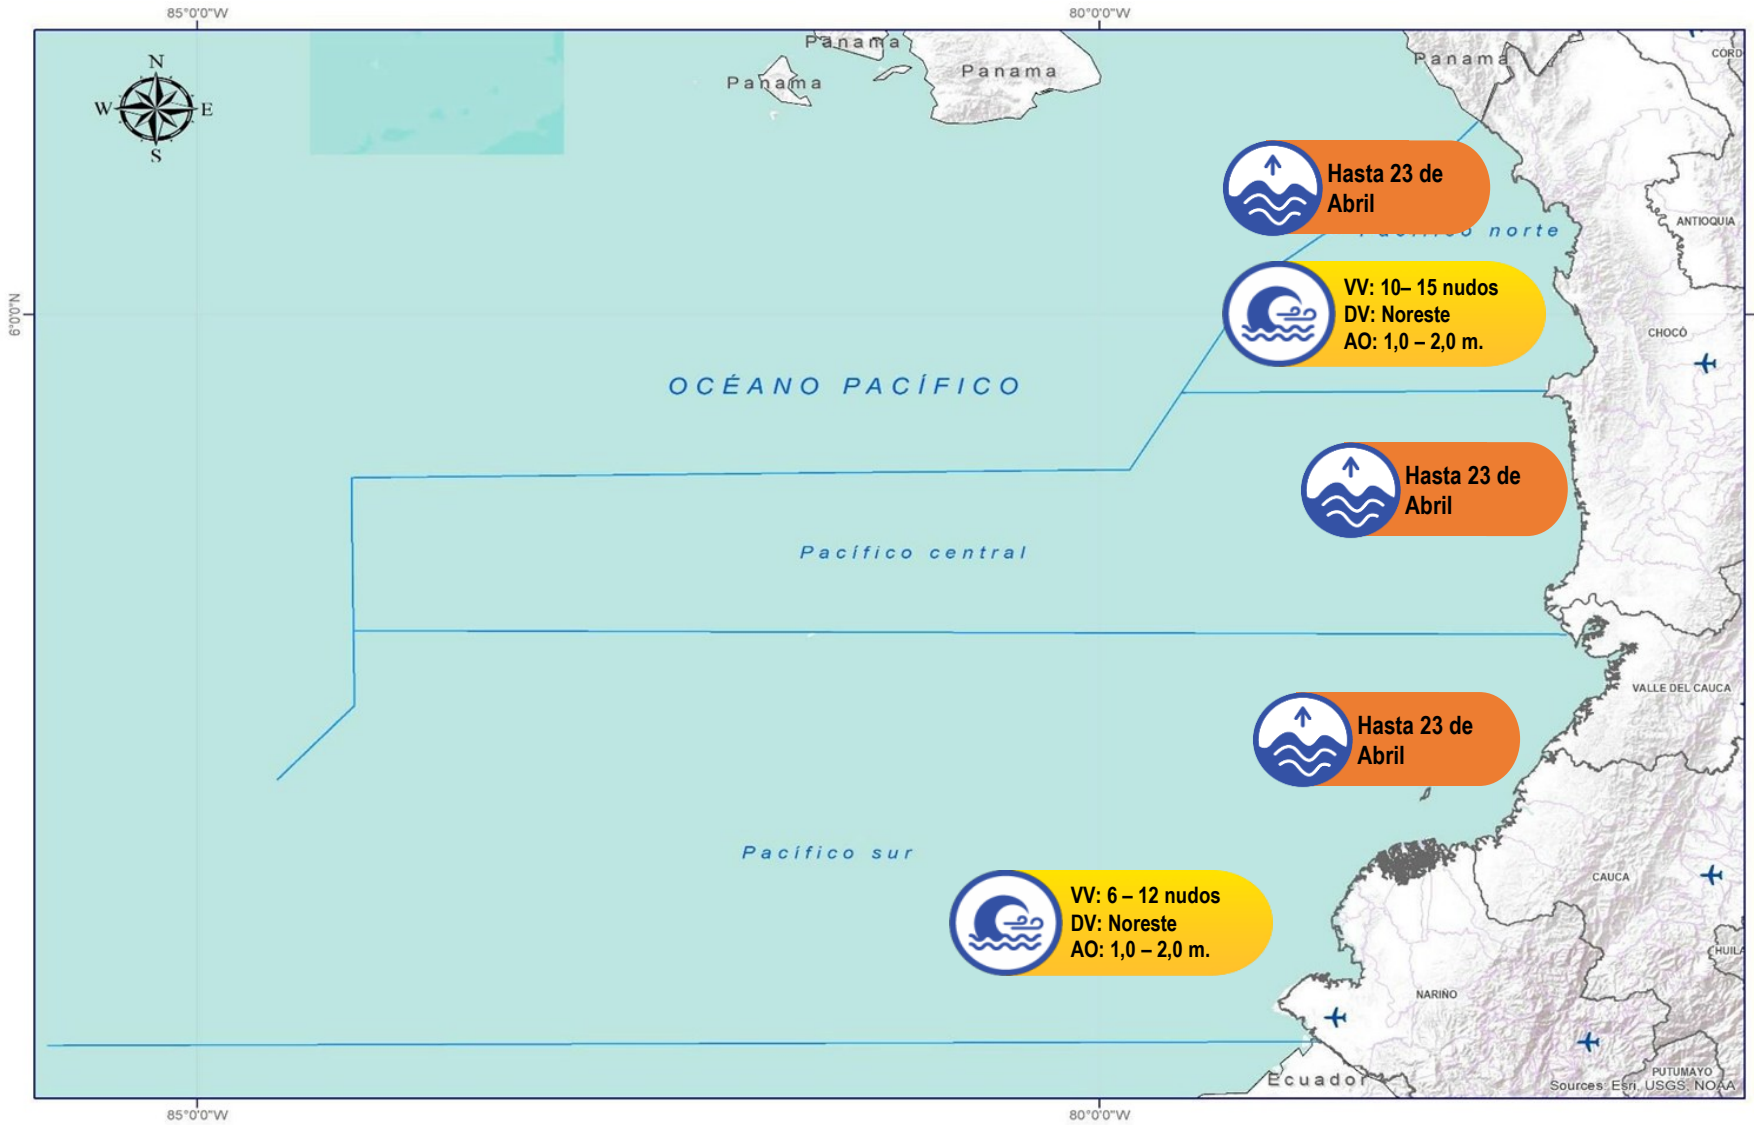 85°0'0"W
80°0'0"W
Panama
Panama
Panama
Panama
N
W
E
S
Hasta 23 de
Abril
ANTIOQUIA
Pacífico norte
VV: 10– 15 nudos
DV: Noreste
AO: 1,0 – 2,0 m.
6°0'0"N
CHOCÓ
OCÉANO PACÍFICO
Hasta 23 de
Abril
Pacífico central
VALLE DEL CAUCA
Hasta 23 de
Abril
Pacífico sur
CAUCA
VV: 6 – 12 nudos
DV: Noreste
AO: 1,0 – 2,0 m.
HUILA
NARIÑO
Ecuador
PUTUMAYO
Sources: Esri, USGS, NOAA
85°0'0"W
80°0'0"W